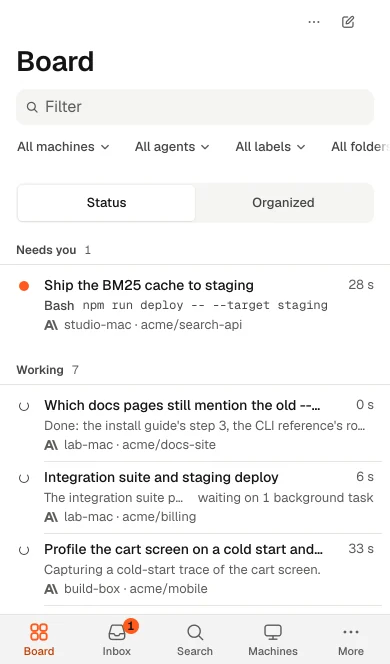 Board
Filter
All machines All agents All labels All folders
Status Organized
Needs you 1
Ship the BM25 cache to staging 28 s
Bash npm run deploy -- --target staging
studio-mac · acme/search-api
Working 7
Which docs pages still mention the old --... 0 s
Done: the install guide's step 3, the CLI reference's ro...
lab-mac · acme/docs-site
Integration suite and staging deploy 6 s
The integration suite p... waiting on 1 background task
lab-mac · acme/billing
Profile the cart screen on a cold start and... 33 s
Capturing a cold-start trace of the cart screen.
build-box · acme/mobile
1
Board Inbox Search Machines More